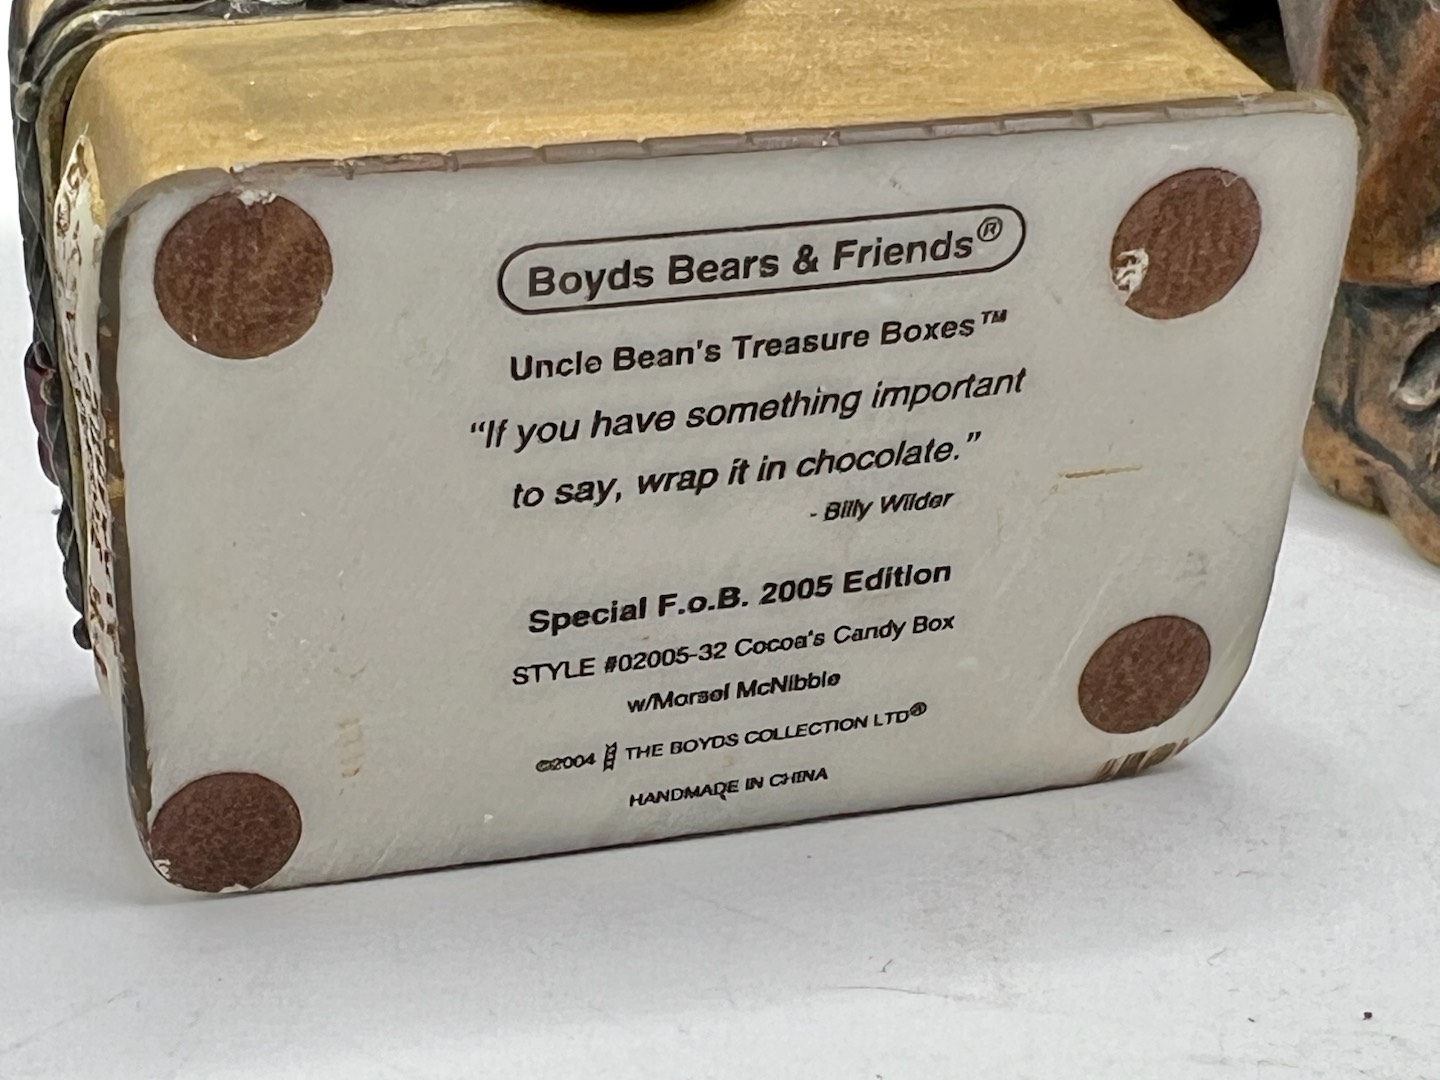 Boyds Bears & Friends®
Uncle Bean's Treasure Boxes™
“If you have something important
to say, wrap it in chocolate.”
- Billy Wilder
Special F.o.B. 2005 Edition
STYLE #02005-32 Cocoa's Candy Box
w/Morsel McNibble
©2004 THE BOYDS COLLECTION LTD®
HANDMADE IN CHINA